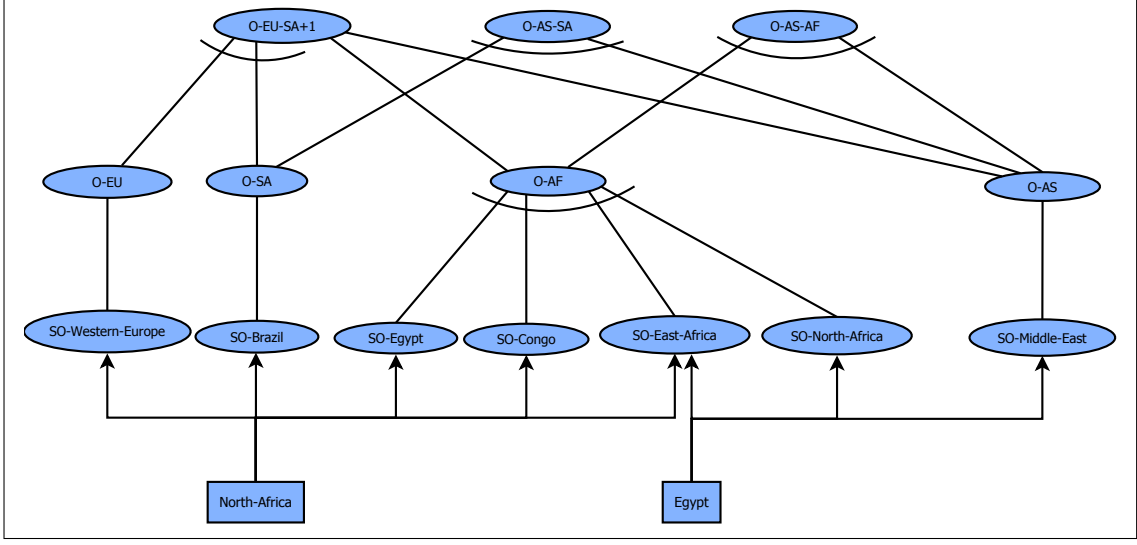 O-EU-SA+1
O-AS-SA
O-AS-AF
O-EU
O-SA
O-AF
O-AS
SO-Western-Europe
SO-Brazil
SO-Egypt
SO-Congo
SO-East-Africa
SO-North-Africa
SO-Middle-East
North-Africa
Egypt